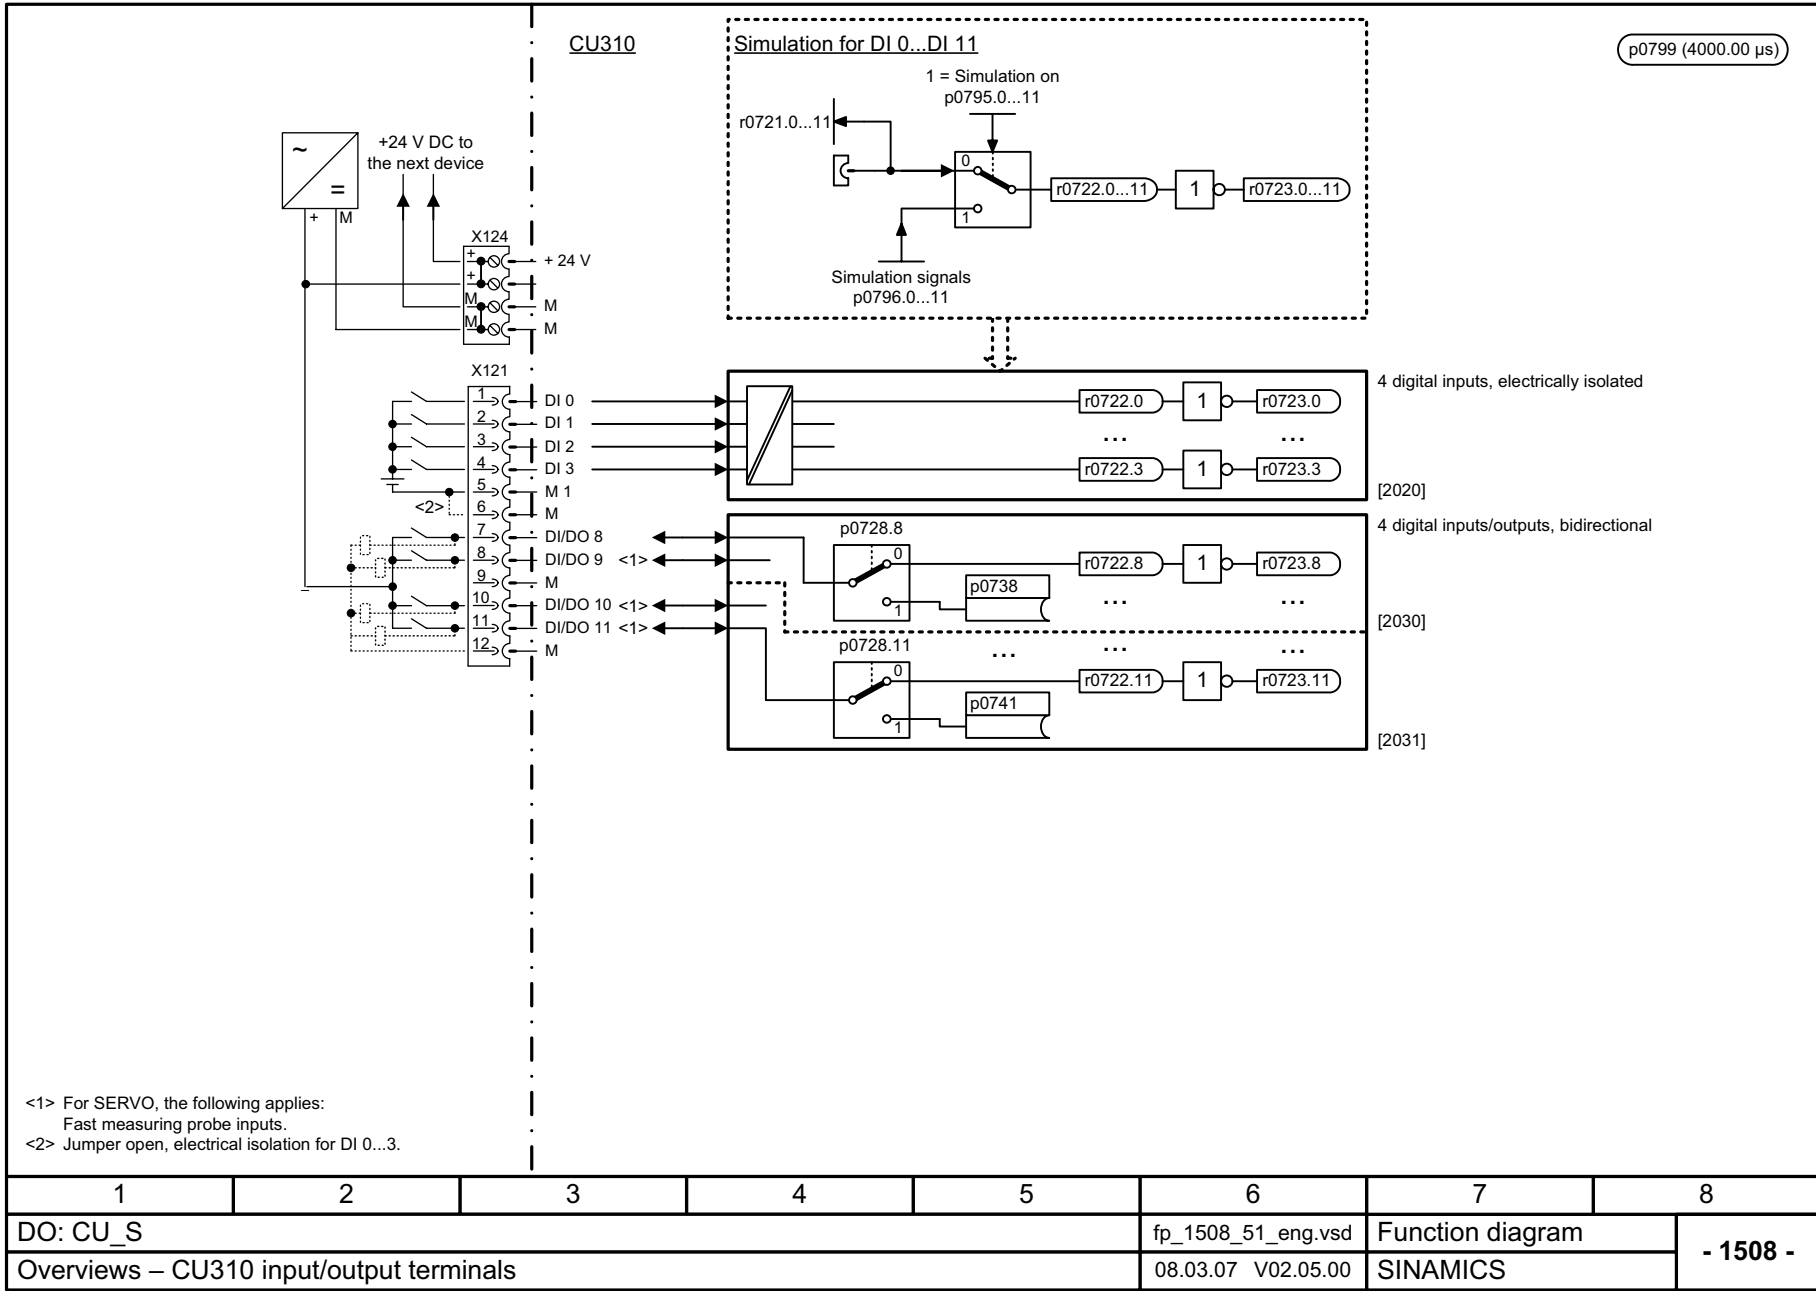 CU310
Simulation for DI 0...DI 11
p0799 (4000.00 µs)
1 = Simulation on
p0795.0...11
r0721.0...11
0
1
r0722.0...11
1
r0723.0...11
Simulation signals
p0796.0...11
~
=
+ M
+24 V DC to
the next device
X124
+
+ 24 V
+
M
M
M
M
X121
1 DI 0
2 DI 1
3 DI 2
4 DI 3
5 M 1
<2>
6 M
7 DI/DO 8
8 DI/DO 9 <1>
9 M
10 DI/DO 10 <1>
11 DI/DO 11 <1>
12 M
–
4 digital inputs, electrically isolated
r0722.0
1
r0723.0
...
...
r0722.3
1
r0723.3
[2020]
4 digital inputs/outputs, bidirectional
p0728.8
0
1
p0738
r0722.8
1
r0723.8
...
...
[2030]
p0728.11
...
...
...
0
1
p0741
r0722.11
1
r0723.11
[2031]
<1> For SERVO, the following applies:
Fast measuring probe inputs.
<2> Jumper open, electrical isolation for DI 0...3.
1 2 3 4 5 6 7 8
DO: CU_S
fp_1508_51_eng.vsd
Function diagram
- 1508 -
Overviews – CU310 input/output terminals
08.03.07 V02.05.00
SINAMICS